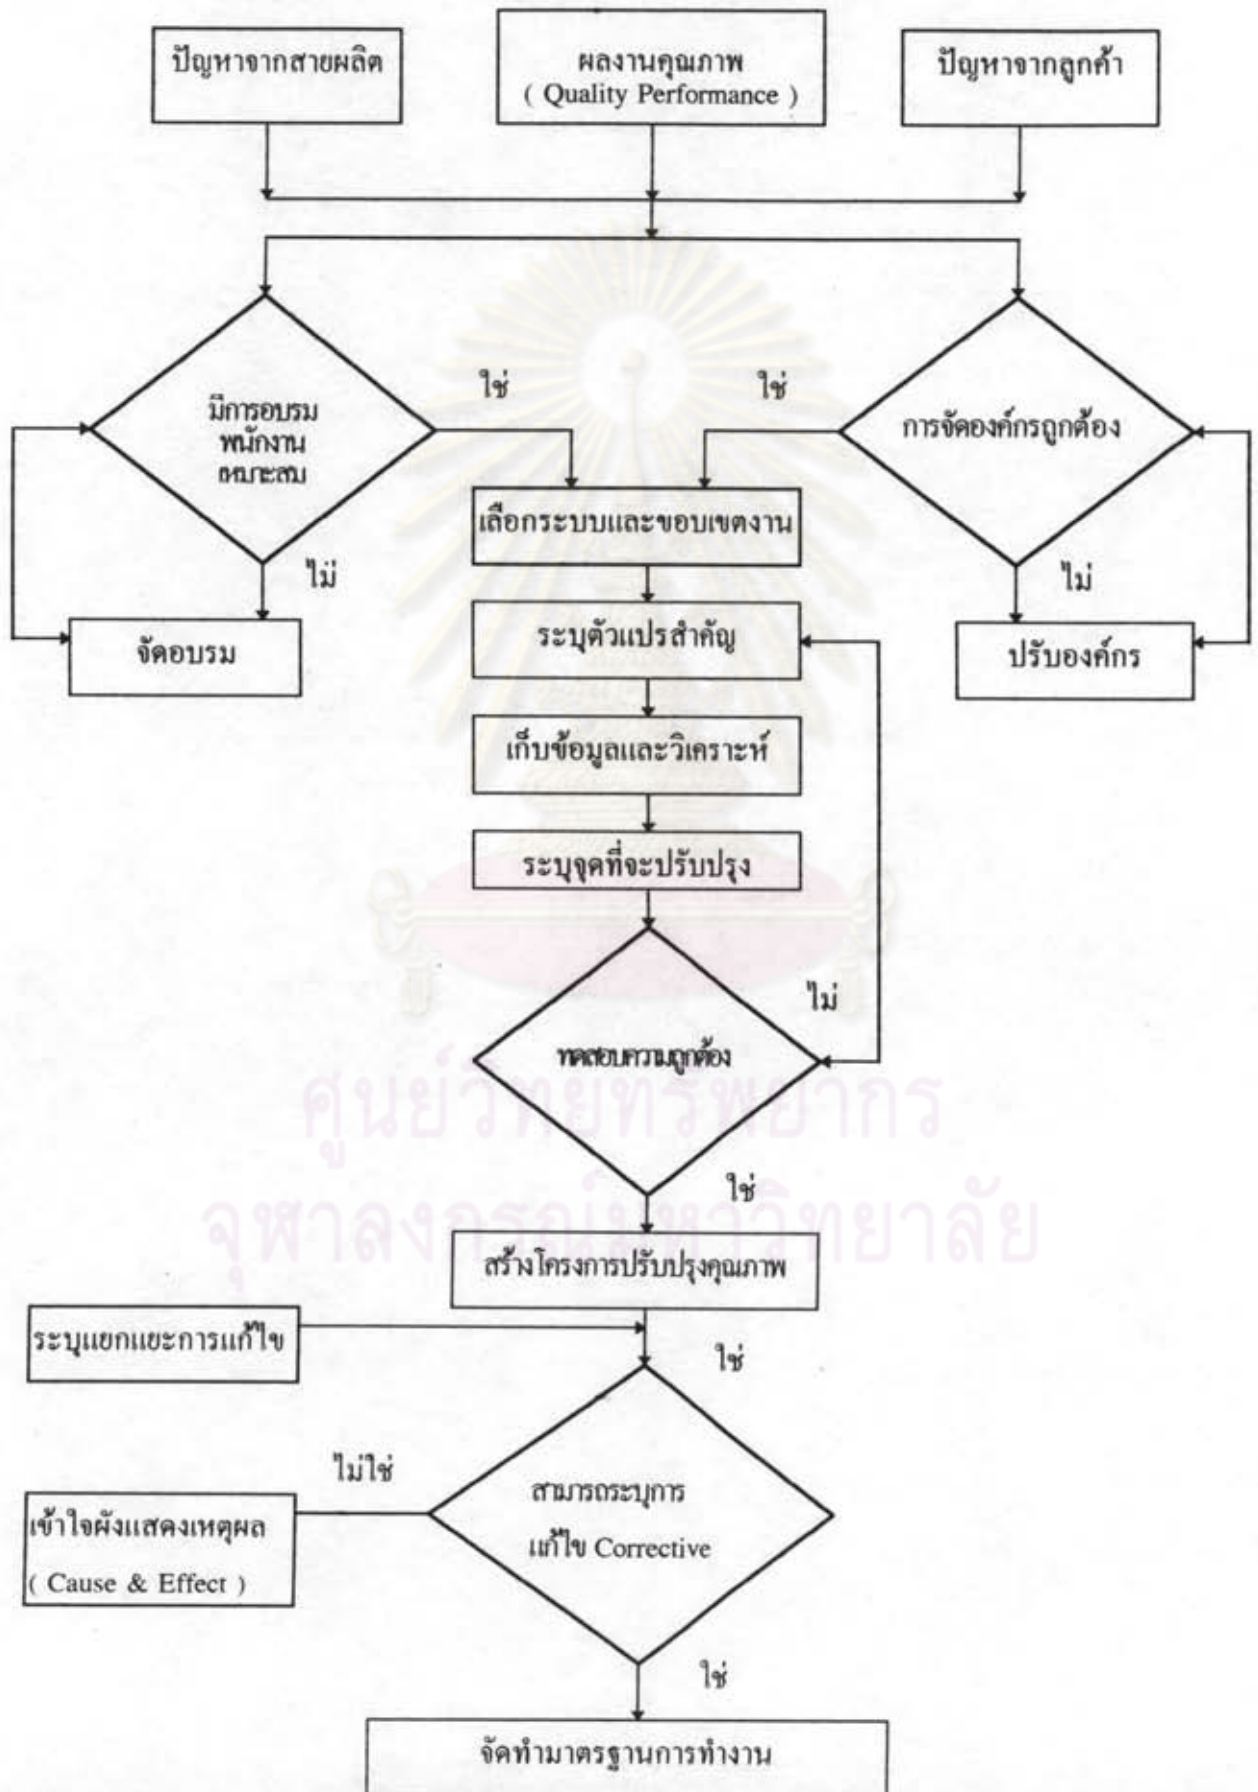 ปัญหาจากสายผลิต
ผลงานคุณภาพ
( Quality Performance )
ปัญหาจากลูกค้า
ใช่
ใช่
มีการอบรม
พนักงาน
เหมาะสม
การจัดองค์กรถูกต้อง
เลือกระบบและขอบเขตงาน
ไม่
ไม่
จัดอบรม
ระบุตัวแปรสำคัญ
ปรับองค์กร
เก็บข้อมูลและวิเคราะห์
ระบุจุดที่จะปรับปรุง
ไม่
ทดสอบความถูกต้อง
ศูนย์วิทยทรัพยากร
ใช่
จุฬาลงกรณ์มหาวิทยาลัย
สร้างโครงการปรับปรุงคุณภาพ
ระบุแยกแยะการแก้ไข
ใช่
ไม่ใช่
สามารถระบุการ
แก้ไข Corrective
เข้าใจผังแสดงเหตุผล
( Cause & Effect )
ใช่
จัดทำมาตรฐานการทำงาน